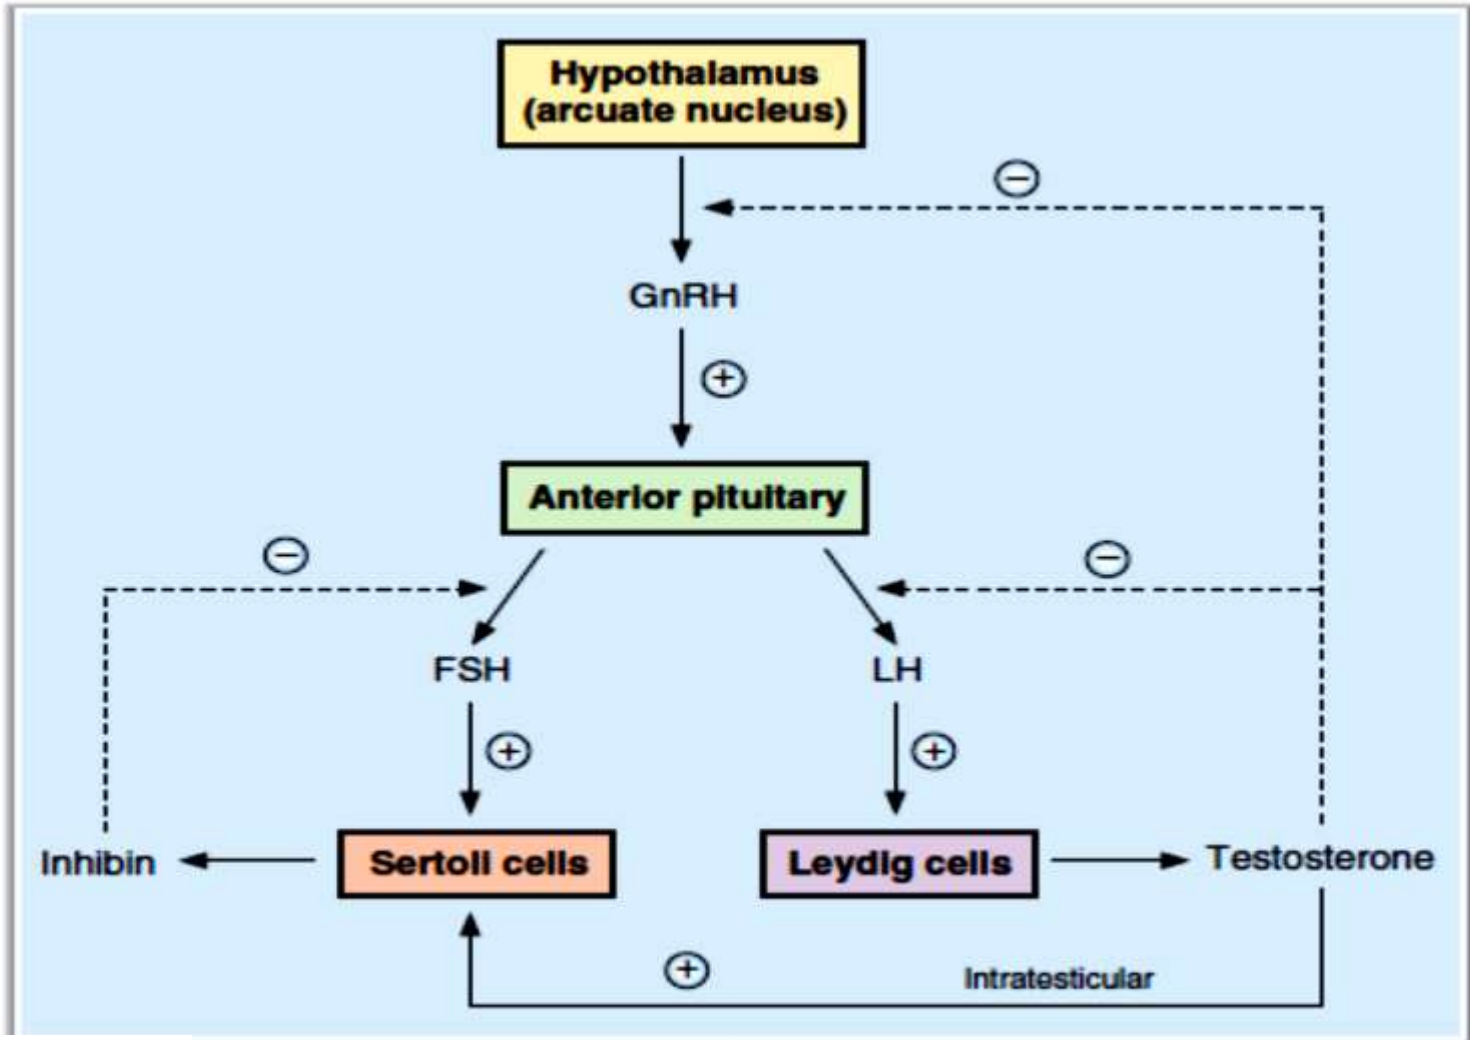 Hypothalamus
(arcuate nucleus)
−
GnRH
+
Anterior pituitary
−
−
FSH
LH
+
+
Inhibin
Sertoli cells
Leydig cells
Testosterone
+
Intratesticular